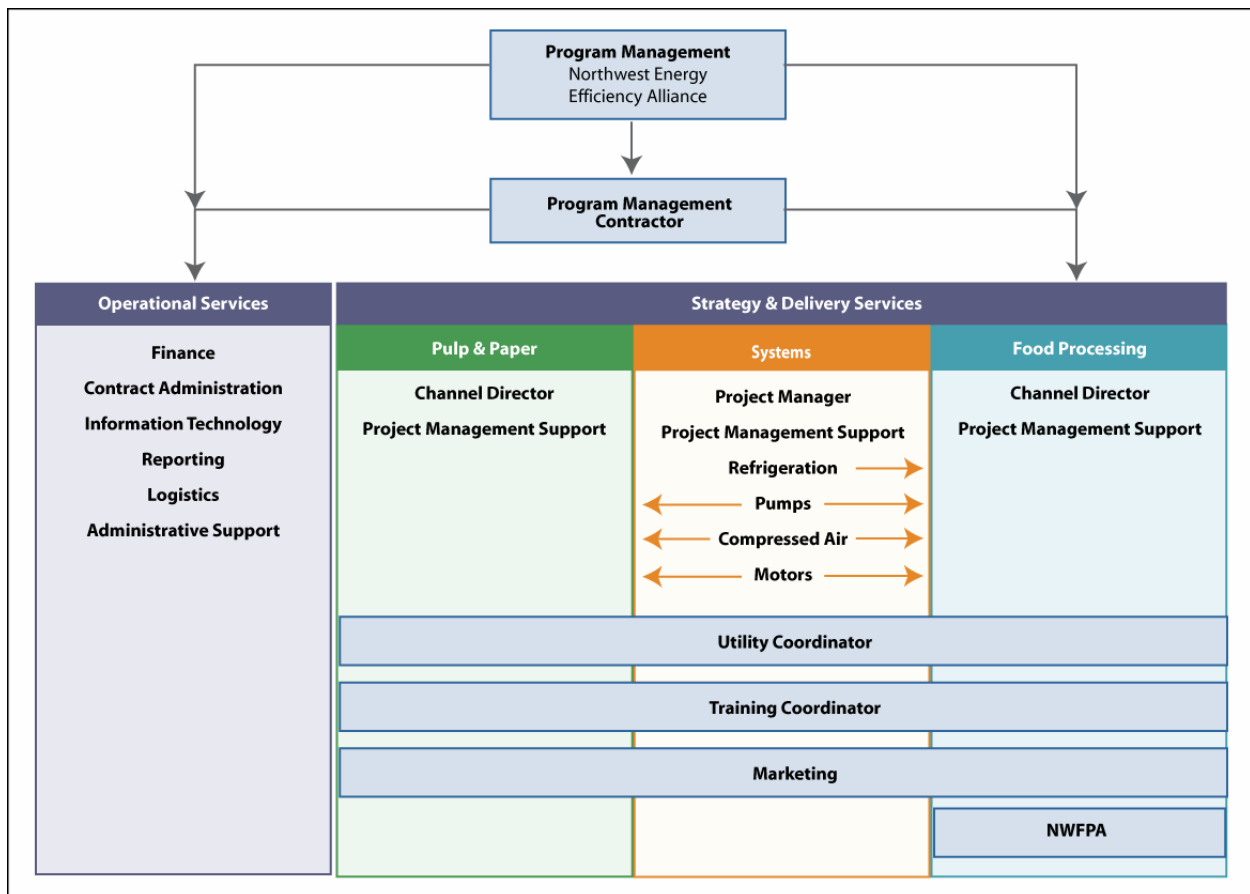 Program Management
Northwest Energy
Efficiency Alliance
Program Management
Contractor
Operational Services
Finance
Contract Administration
Information Technology
Reporting
Logistics
Administrative Support
Strategy & Delivery Services
Pulp & Paper
Channel Director
Project Management Support
Systems
Project Manager
Project Management Support
Refrigeration
Pumps
Compressed Air
Motors
Food Processing
Channel Director
Project Management Support
Utility Coordinator
Training Coordinator
Marketing
NWFPA